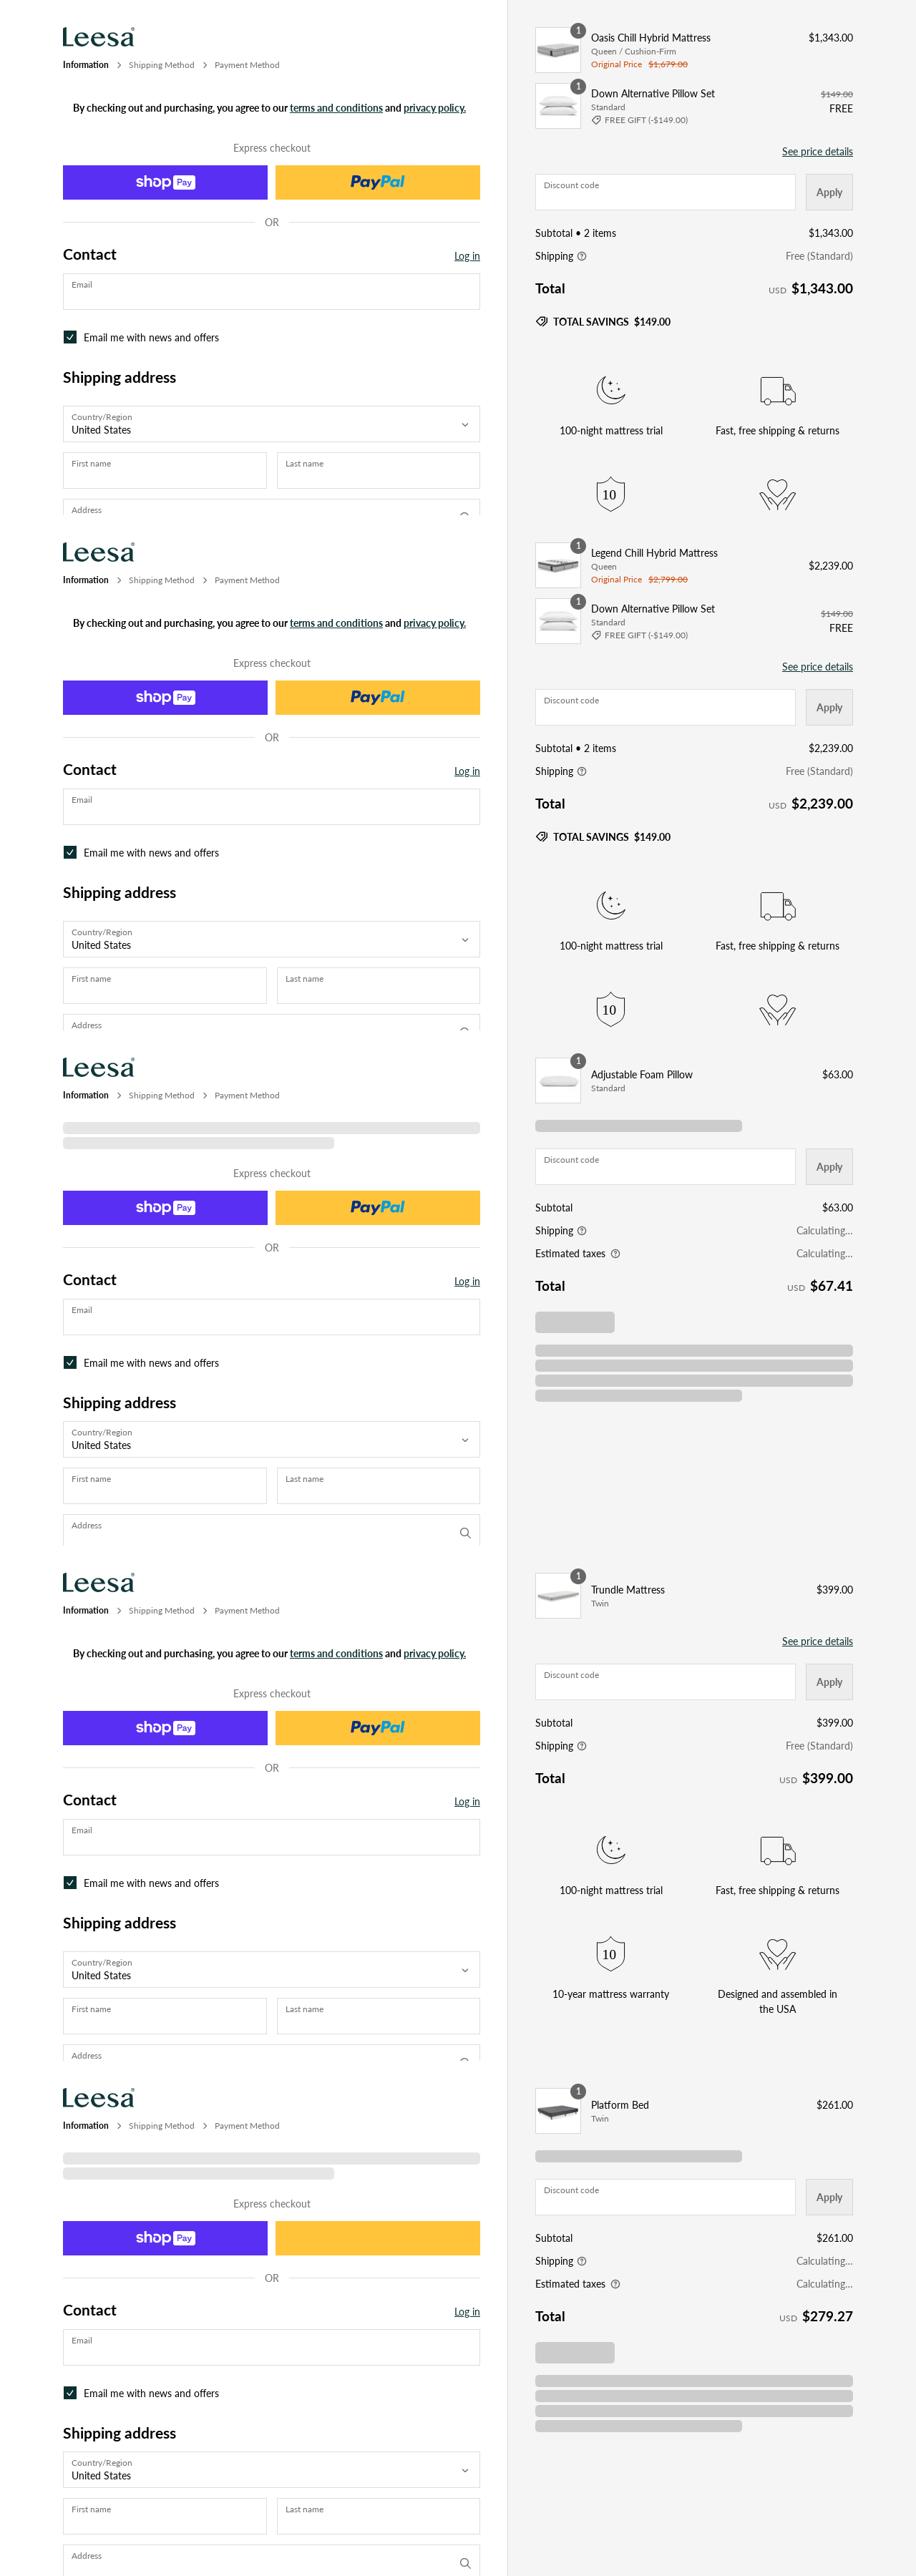 Leesa
Information > Shipping Method > Payment Method
By checking out and purchasing, you agree to our terms and conditions and privacy policy.
Express checkout
shop Pay
PayPal
OR
Contact
Log in
Email
Email me with news and offers
Shipping address
Country/Region
United States
First name
Last name
Address
1
Oasis Chill Hybrid Mattress
$1,343.00
Queen / Cushion-Firm
Original Price $1,679.00
1
Down Alternative Pillow Set
$149.00
Standard
FREE
FREE GIFT (-$149.00)
See price details
Discount code
Apply
Subtotal • 2 items
$1,343.00
Shipping
Free (Standard)
Total
USD $1,343.00
TOTAL SAVINGS $149.00
100-night mattress trial
Fast, free shipping & returns
10
Leesa
Information > Shipping Method > Payment Method
By checking out and purchasing, you agree to our terms and conditions and privacy policy.
Express checkout
shop Pay
PayPal
OR
Contact
Log in
Email
Email me with news and offers
Shipping address
Country/Region
United States
First name
Last name
Address
1
Legend Chill Hybrid Mattress
Queen
$2,239.00
Original Price $2,799.00
1
Down Alternative Pillow Set
$149.00
Standard
FREE
FREE GIFT (-$149.00)
See price details
Discount code
Apply
Subtotal • 2 items
$2,239.00
Shipping
Free (Standard)
Total
USD $2,239.00
TOTAL SAVINGS $149.00
100-night mattress trial
Fast, free shipping & returns
10
Leesa
Information > Shipping Method > Payment Method
Express checkout
shop Pay
PayPal
OR
Contact
Log in
Email
Email me with news and offers
Shipping address
Country/Region
United States
First name
Last name
Address
1
Adjustable Foam Pillow
$63.00
Standard
Discount code
Apply
Subtotal
$63.00
Shipping
Calculating...
Estimated taxes
Calculating...
Total
USD $67.41
Leesa
Information > Shipping Method > Payment Method
By checking out and purchasing, you agree to our terms and conditions and privacy policy.
Express checkout
shop Pay
PayPal
OR
Contact
Log in
Email
Email me with news and offers
Shipping address
Country/Region
United States
First name
Last name
Address
1
Trundle Mattress
$399.00
Twin
See price details
Discount code
Apply
Subtotal
$399.00
Shipping
Free (Standard)
Total
USD $399.00
100-night mattress trial
Fast, free shipping & returns
10
10-year mattress warranty
Designed and assembled in
the USA
Leesa
Information > Shipping Method > Payment Method
Express checkout
shop Pay
OR
Contact
Log in
Email
Email me with news and offers
Shipping address
Country/Region
United States
First name
Last name
Address
1
Platform Bed
$261.00
Twin
Discount code
Apply
Subtotal
$261.00
Shipping
Calculating...
Estimated taxes
Calculating...
Total
USD $279.27